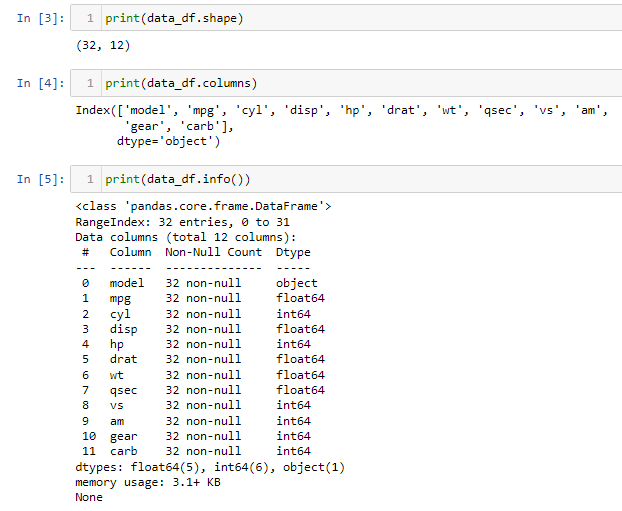 In [3]: 1 print(data_df.shape)
(32, 12)
In [4]: 1 print(data_df.columns)
Index(['model', 'mpg', 'cyl', 'disp', 'hp', 'drat', 'wt', 'qsec', 'vs', 'am',
       'gear', 'carb'],
      dtype='object')
In [5]: 1 print(data_df.info())
<class 'pandas.core.frame.DataFrame'>
RangeIndex: 32 entries, 0 to 31
Data columns (total 12 columns):
 #   Column  Non-Null Count  Dtype
---  ------  --------------  -----
 0   model   32 non-null     object
 1   mpg     32 non-null     float64
 2   cyl     32 non-null     int64
 3   disp    32 non-null     float64
 4   hp      32 non-null     int64
 5   drat    32 non-null     float64
 6   wt      32 non-null     float64
 7   qsec    32 non-null     float64
 8   vs      32 non-null     int64
 9   am      32 non-null     int64
 10  gear    32 non-null     int64
 11  carb    32 non-null     int64
dtypes: float64(5), int64(6), object(1)
memory usage: 3.1+ KB
None